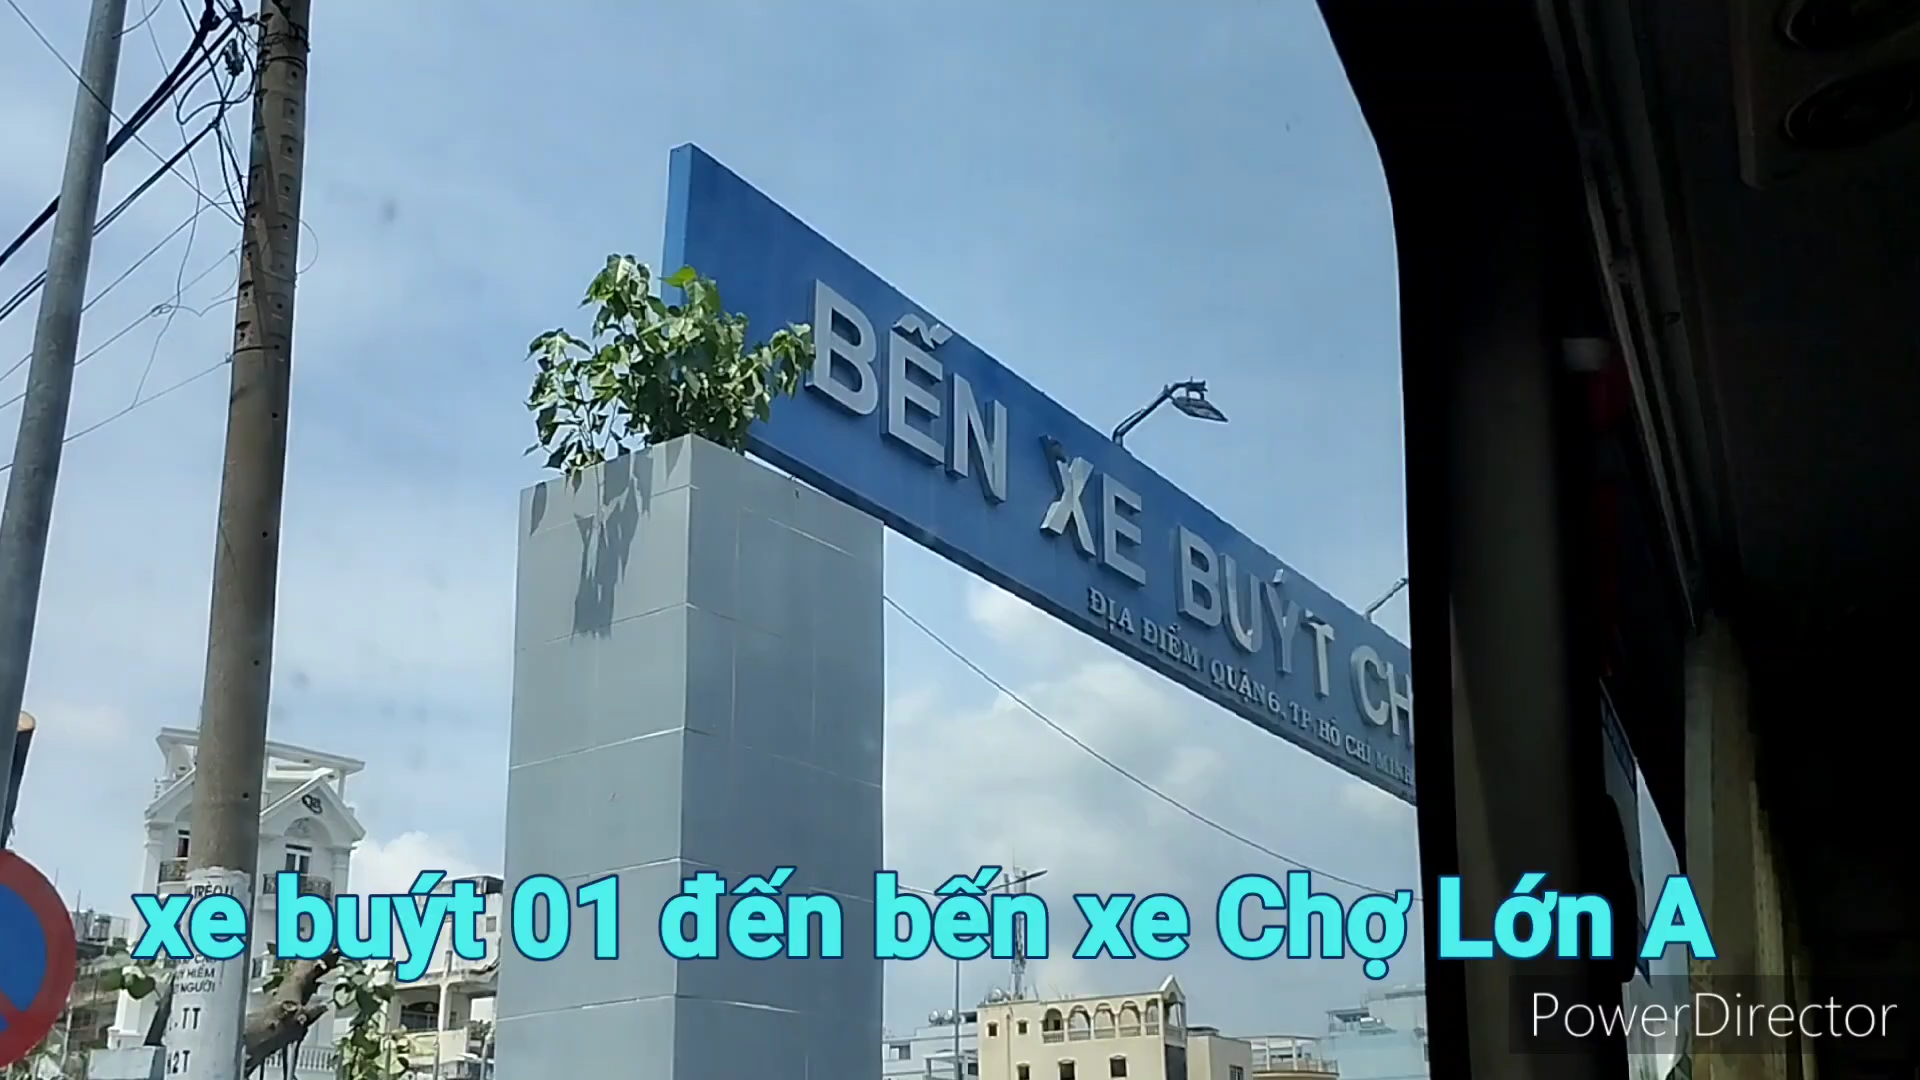 BẾN XE BUÝT CH
ĐỊA ĐIỂM QUẬN 6, TP. HỒ CHÍ MINH
xe buýt 01 đến bến xe Chợ Lớn A
NGƯỜI
PowerDirector